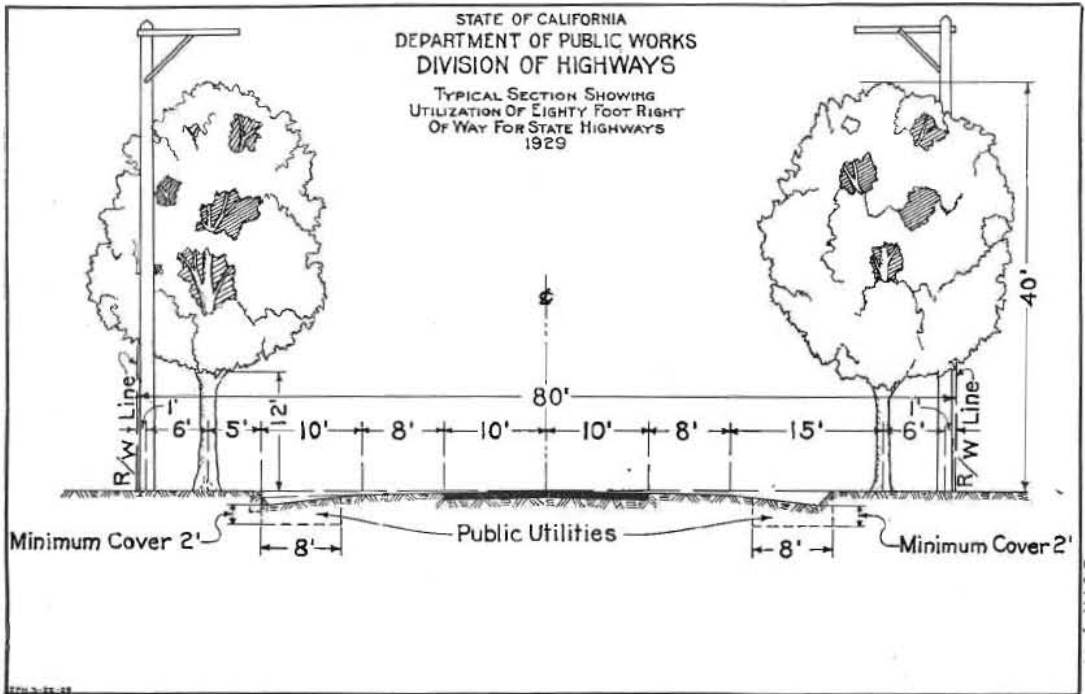 STATE OF CALIFORNIA
DEPARTMENT OF PUBLIC WORKS
DIVISION OF HIGHWAYS
TYPICAL SECTION SHOWING
UTILIZATION OF EIGHTY FOOT RIGHT
OF WAY FOR STATE HIGHWAYS
1929
℄
40'
R/W Line
12'
80'
R/W Line
1'
6'
5'
10'
8'
10'
10'
8'
15'
1'
6'
Minimum Cover 2'
8'
Public Utilities
8'
Minimum Cover 2'